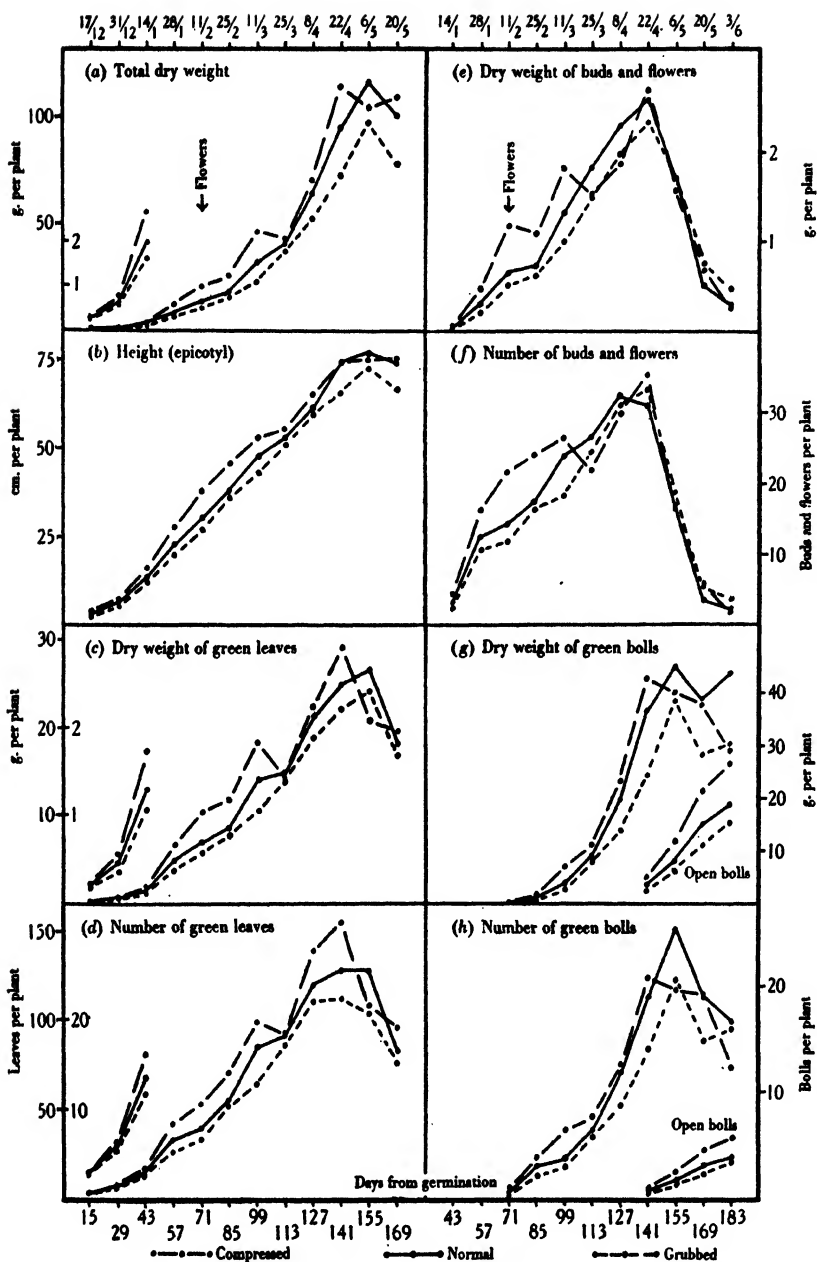 17/12 31/12 14/1 28/1 11/2 25/2 11/3 25/3 8/4 22/4 6/5 20/5
14/1 28/1 11/2 25/2 11/3 25/3 8/4 22/4 6/5 20/5 3/6
(a) Total dry weight
g. per plant
100
50
2
1
Flowers
(e) Dry weight of buds and flowers
Flowers
2
1
g. per plant
(b) Height (epicotyl)
cm. per plant
75
50
25
(f) Number of buds and flowers
30
20
10
Buds and flowers per plant
(c) Dry weight of green leaves
g. per plant
30
20
10
2
1
(g) Dry weight of green bolls
40
30
20
10
g. per plant
Open bolls
(d) Number of green leaves
Leaves per plant
150
100
50
20
10
(h) Number of green bolls
20
10
Bolls per plant
Open bolls
Days from germination
15 43 71 99 127 155
29 57 85 113 141 169
43 71 99 127 155 183
57 85 113 141 169
Compressed Normal Grubbed